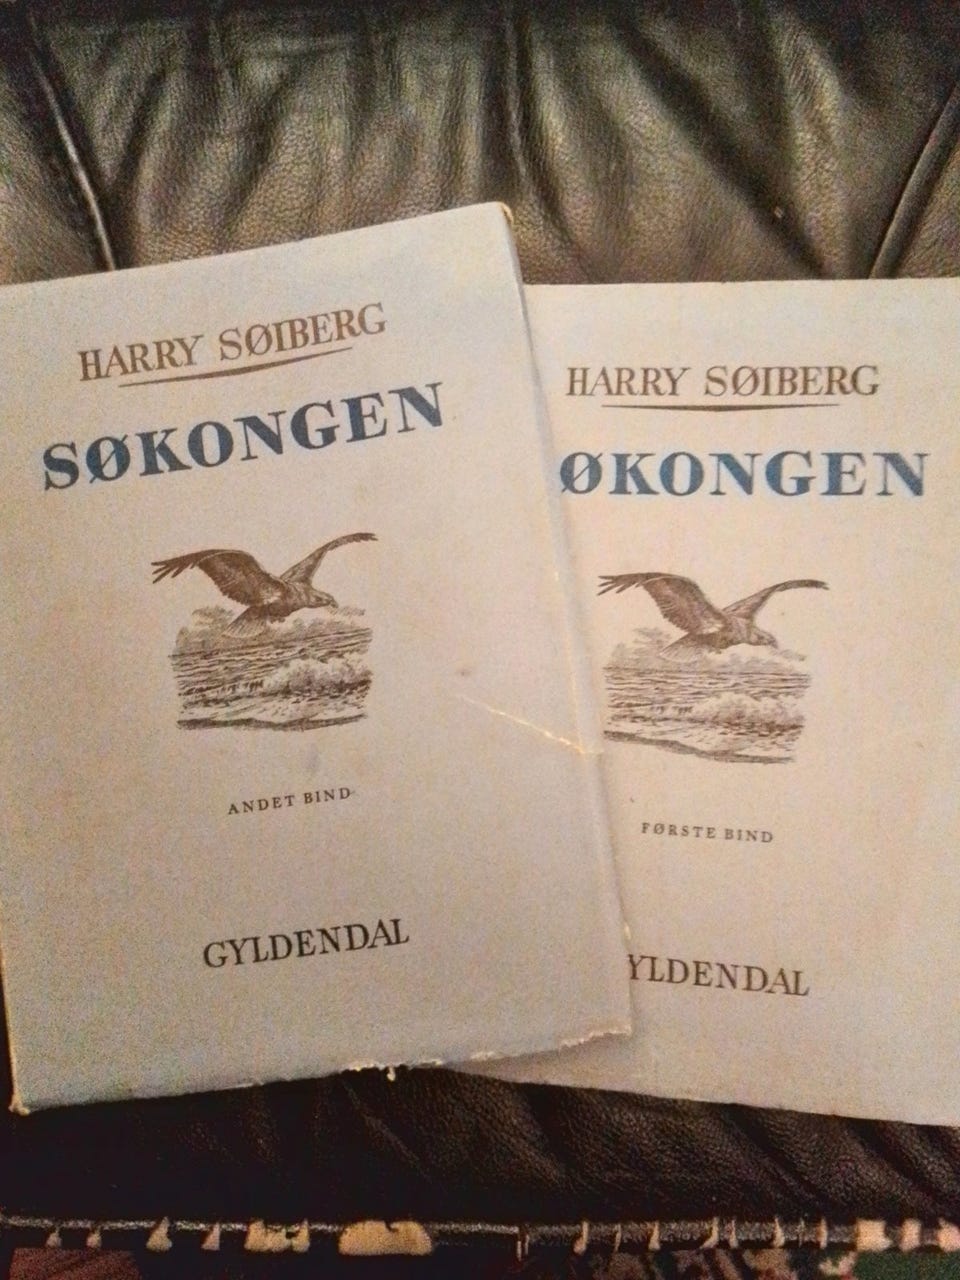 HARRY SØIBERG
SØKONGEN
ANDET BIND
GYLDENDAL
HARRY SØIBERG
ØKONGEN
FØRSTE BIND
YLDENDAL